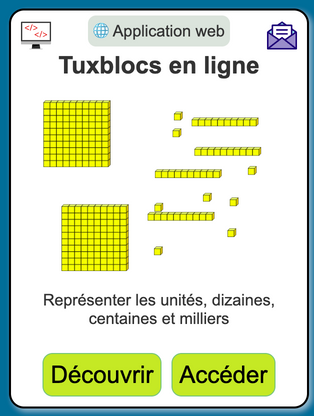 </>
</>
Application web
Tuxblocs en ligne
Représenter les unités, dizaines,
centaines et milliers
Découvrir Accéder